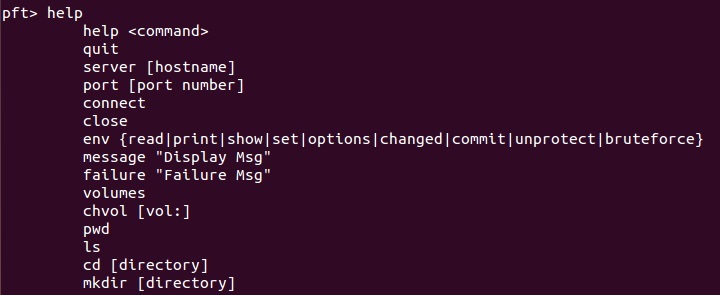 pft> help
help <command>
quit
server [hostname]
port [port number]
connect
close
env {read|print|show|set|options|changed|commit|unprotect|bruteforce}
message "Display Msg"
failure "Failure Msg"
volumes
chvol [vol:]
pwd
ls
cd [directory]
mkdir [directory]